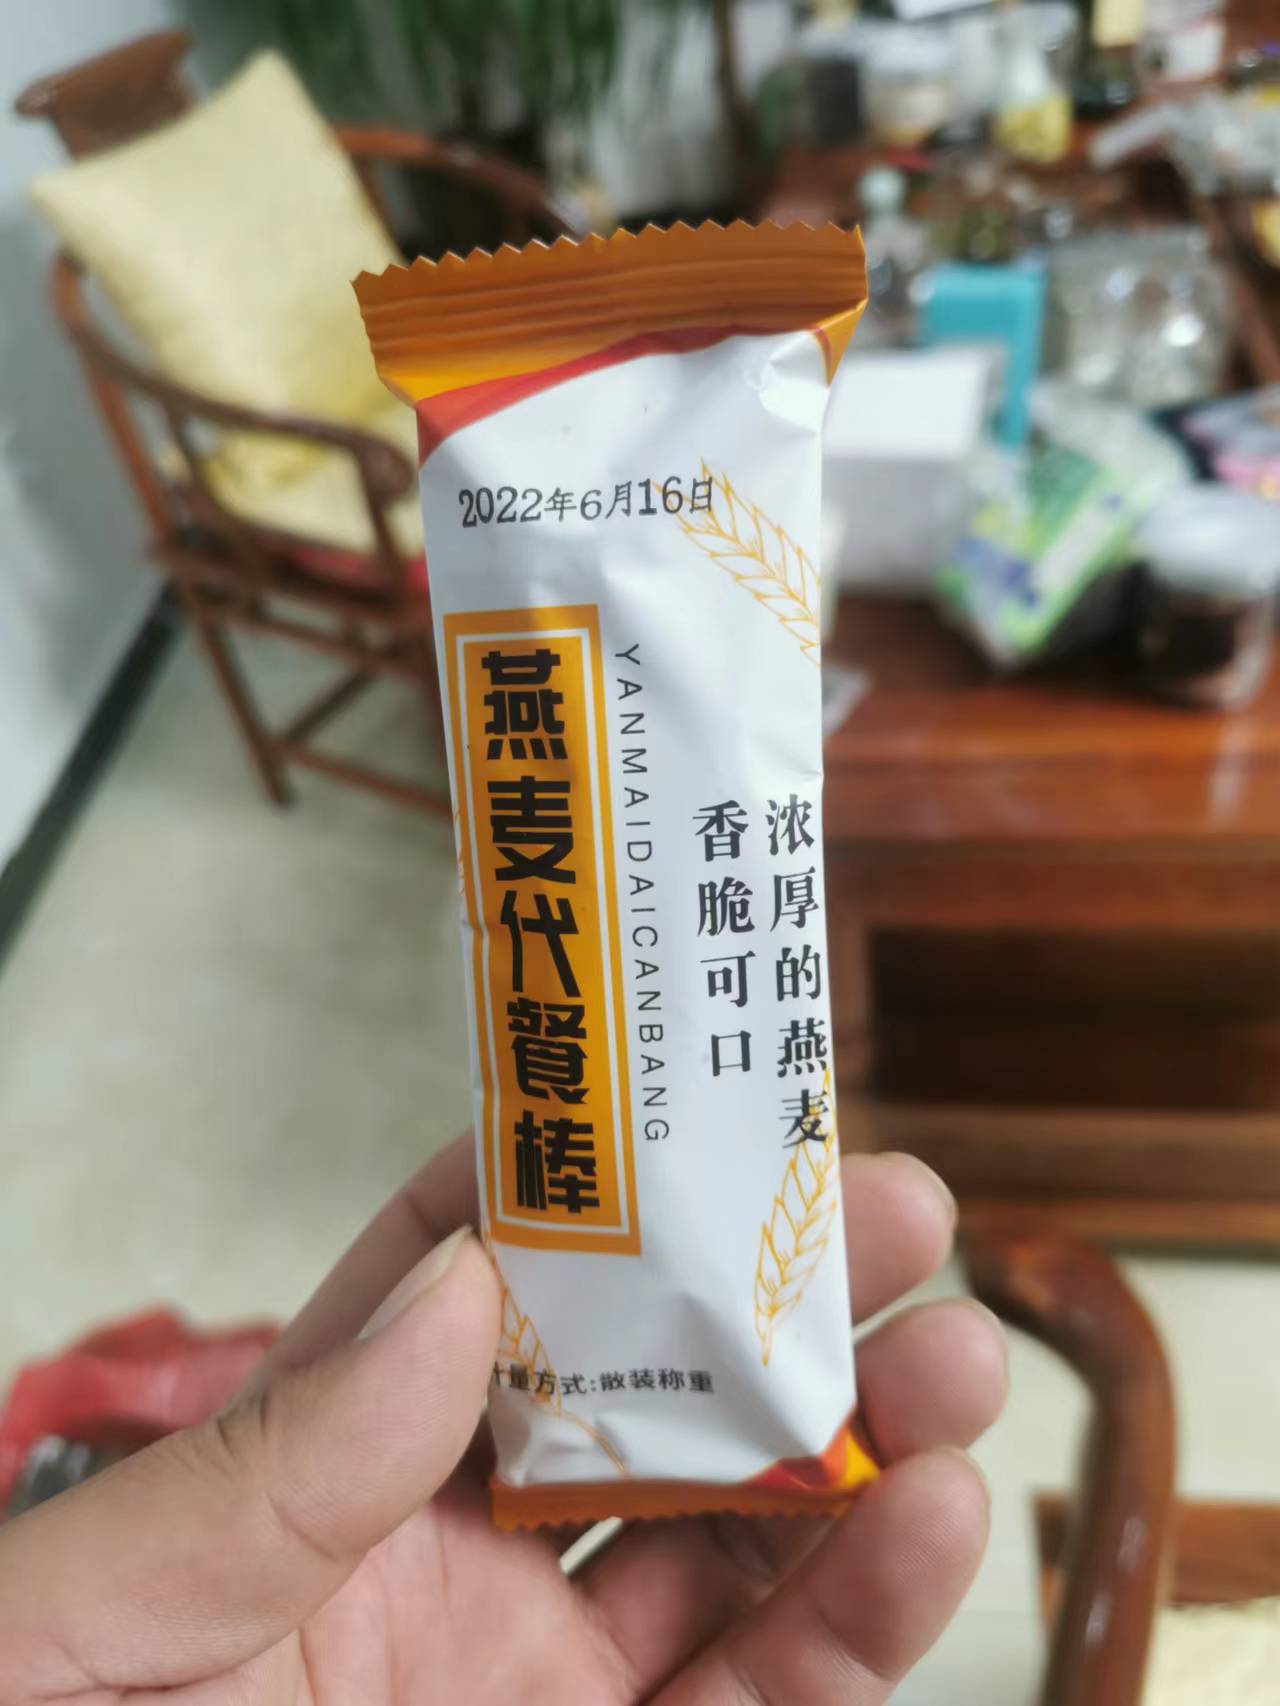 2022年6月16日
燕麦代餐棒
YANMAIDAICANBANG
浓厚的燕麦
香脆可口
计量方式:散装称重